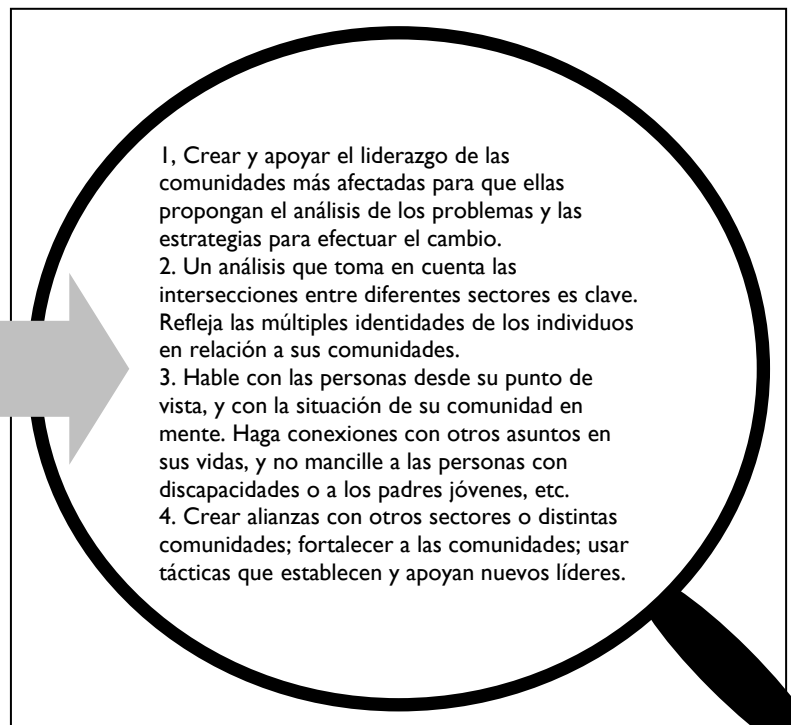 1, Crear y apoyar el liderazgo de las
comunidades más afectadas para que ellas
propongan el análisis de los problemas y las
estrategias para efectuar el cambio.
2. Un análisis que toma en cuenta las
intersecciones entre diferentes sectores es clave.
Refleja las múltiples identidades de los individuos
en relación a sus comunidades.
3. Hable con las personas desde su punto de
vista, y con la situación de su comunidad en
mente. Haga conexiones con otros asuntos en
sus vidas, y no mancille a las personas con
discapacidades o a los padres jóvenes, etc.
4. Crear alianzas con otros sectores o distintas
comunidades; fortalecer a las comunidades; usar
tácticas que establecen y apoyan nuevos líderes.